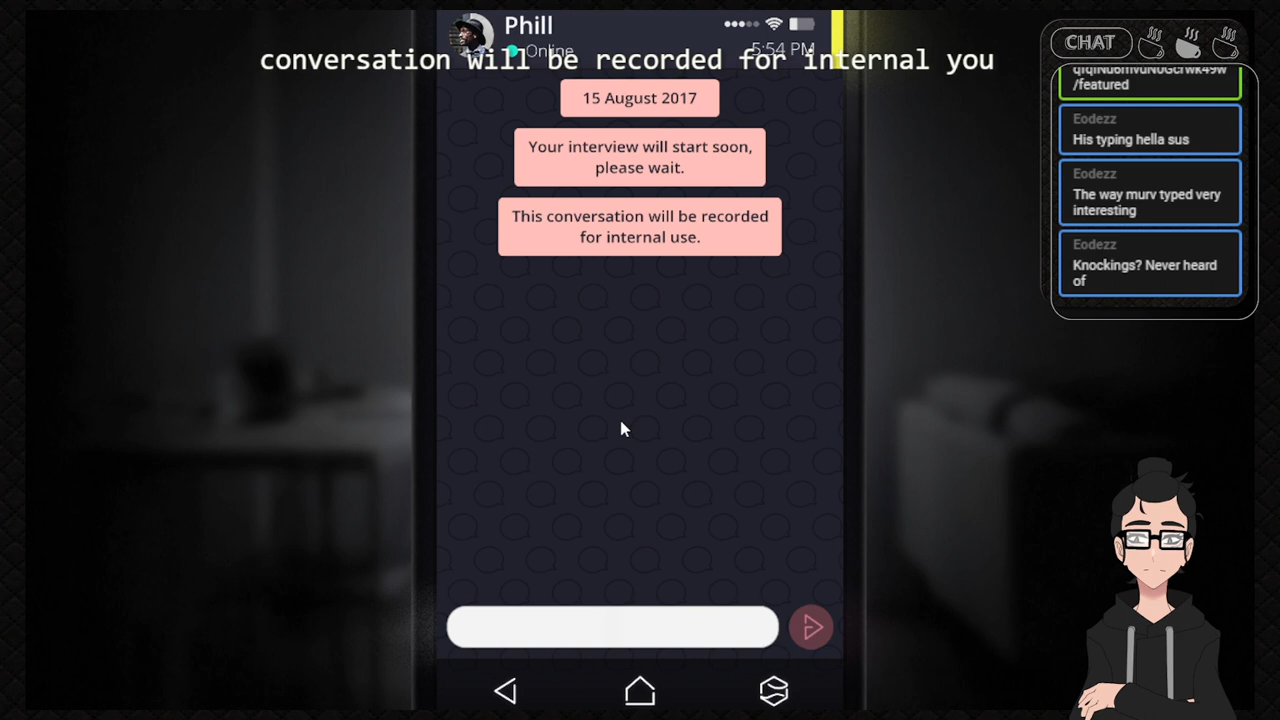 Phill
Online
5:54 PM
conversation will be recorded for internal you
15 August 2017
Your interview will start soon,
please wait.
This conversation will be recorded
for internal use.
CHAT
/featured
Eodezz
His typing hella sus
Eodezz
The way murv typed very
interesting
Eodezz
Knockings? Never heard
of